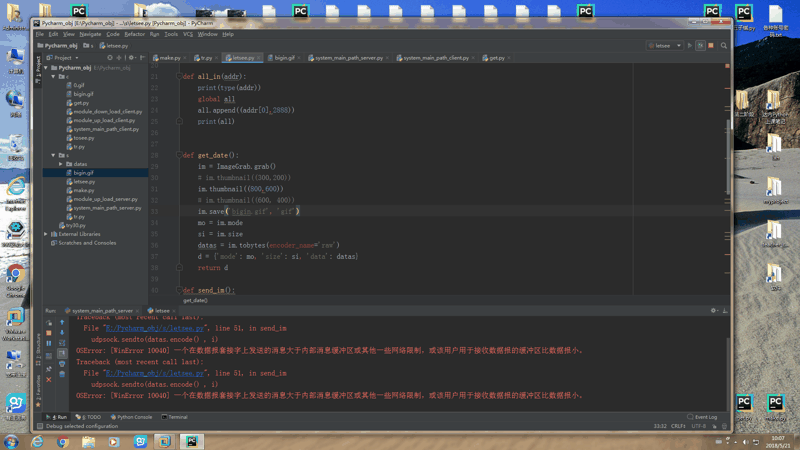 Pycharm_obj [E:\Pycharm_obj] - ...\s\letsee.py [Pycharm_obj] - PyCharm
File Edit View Navigate Code Refactor Run Tools VCS Window Help
Pycharm_obj s letsee.py
letsee
Project
make.py tr.py letsee.py bigin.gif system_main_path_server.py system_main_path_client.py get.py
Pycharm_obj E:\Pycharm_obj
0.gif
bigin.gif
get.py
module_down_load_client.py
module_up_load_client.py
system_main_path_client.py
tr.py
s
datas
bigin.gif
letsee.py
make.py
module_up_load_server.py
system_main_path_server.py
tr.py
try30.py
External Libraries
Scratches and Consoles
def all_in(addr):
print(type(addr))
global all
all.append((addr[0],2888))
print(all)
def get_date():
im = ImageGrab.grab()
# im.thumbnail((200,200))
im.thumbnail((800,600))
# im.thumbnail((600, 400))
im.save('bigin.gif', 'gif')
mo = im.mode
si = im.size
datas = im.tobytes(encoder_name='raw')
d = {'mode': mo, 'size': si, 'data': datas}
return d
def send_im():
get_date()
Run: system_main_path_server letsee
Traceback (most recent call last):
File "E:/Pycharm_obj/s/letsee.py", line 51, in send_im
udpsock.sendto(datas.encode() , i)
OSError: [WinError 10040] 一个在数据报套接字上发送的消息大于内部消息缓冲区或其他一些网络限制，或该用户用于接收数据报的缓冲区比数据报小。
Traceback (most recent call last):
File "E:/Pycharm_obj/s/letsee.py", line 51, in send_im
udpsock.sendto(datas.encode() , i)
OSError: [WinError 10040] 一个在数据报套接字上发送的消息大于内部消息缓冲区或其他一些网络限制，或该用户用于接收数据报的缓冲区比数据报小。
4: Run 6: TODO Python Console Terminal Event Log
Debug selected configuration
33:32 CRLF UTF-8
Internet Explorer
Google Chrome
VMware Workstation
myproject
10:07
2018/5/21